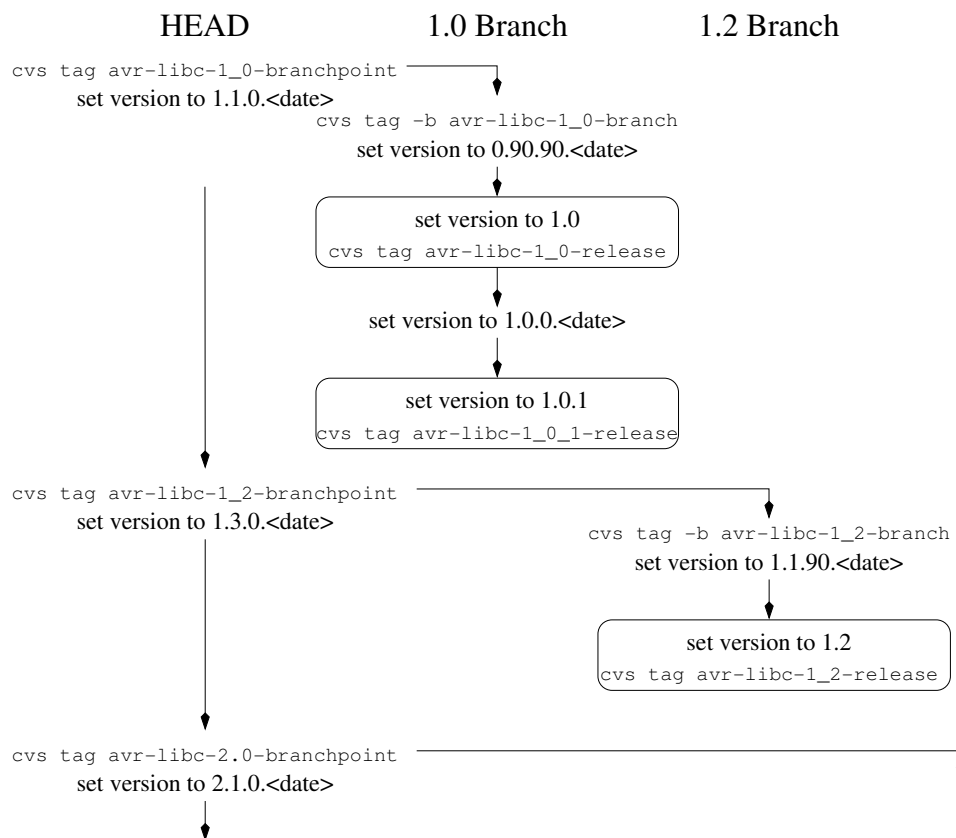 HEAD
1.0 Branch
1.2 Branch
cvs tag avr-libc-1_0-branchpoint
set version to 1.1.0.<date>
cvs tag -b avr-libc-1_0-branch
set version to 0.90.90.<date>
set version to 1.0
cvs tag avr-libc-1_0-release
set version to 1.0.0.<date>
set version to 1.0.1
cvs tag avr-libc-1_0_1-release
cvs tag avr-libc-1_2-branchpoint
set version to 1.3.0.<date>
cvs tag -b avr-libc-1_2-branch
set version to 1.1.90.<date>
set version to 1.2
cvs tag avr-libc-1_2-release
cvs tag avr-libc-2.0-branchpoint
set version to 2.1.0.<date>